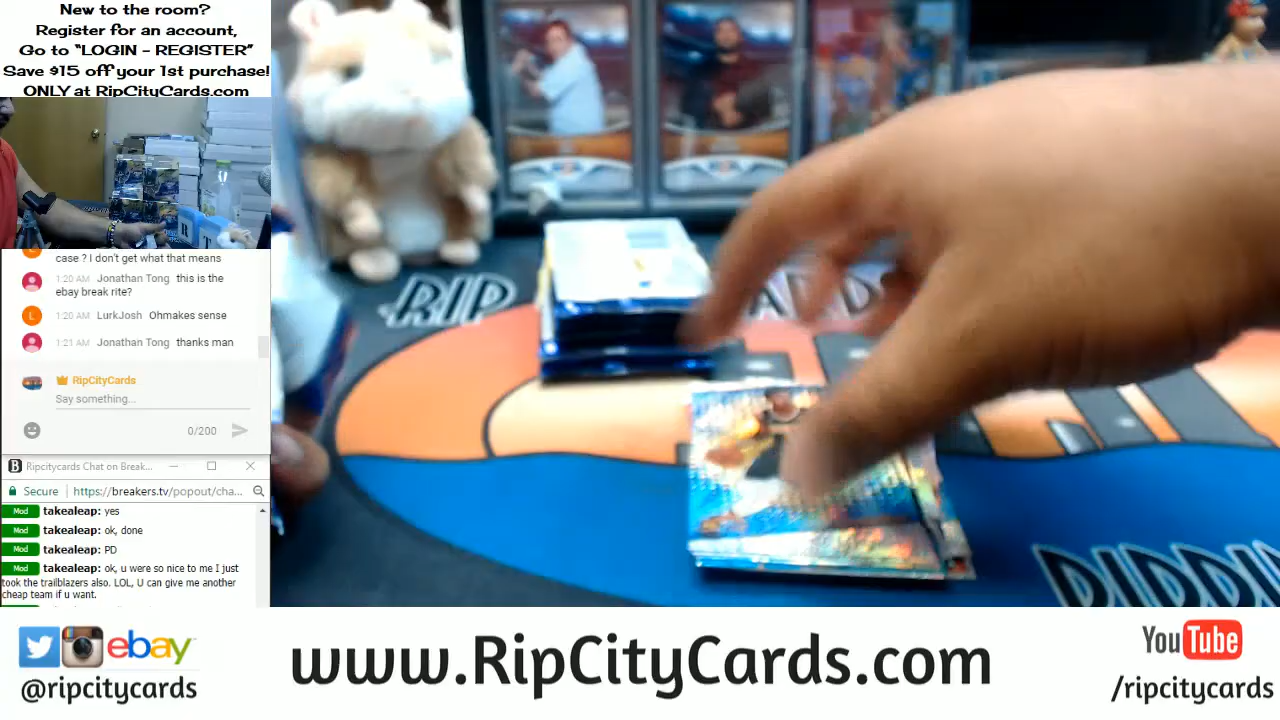 New to the room?
Register for an account,
Go to "LOGIN - REGISTER"
Save $15 off your 1st purchase!
ONLY at RipCityCards.com
case ? I don't get what that means
1:20 AM Jonathan Tong this is the
ebay break rite?
L 1:20 AM LurkJosh Ohmakes sense
1:21 AM Jonathan Tong thanks man
RipCityCards
Say something...
0/200
B Ripcitycards Chat on Break...
Secure https://breakers.tv/popout/cha...
Mod takealeap: yes
Mod takealeap: ok, done
Mod takealeap: PD
Mod takealeap: ok, u were so nice to me I just
took the trailblazers also. LOL, U can give me another
cheap team if u want.
R T
RIP
ebay
@ripcitycards
www.RipCityCards.com
YouTube
/ripcitycards